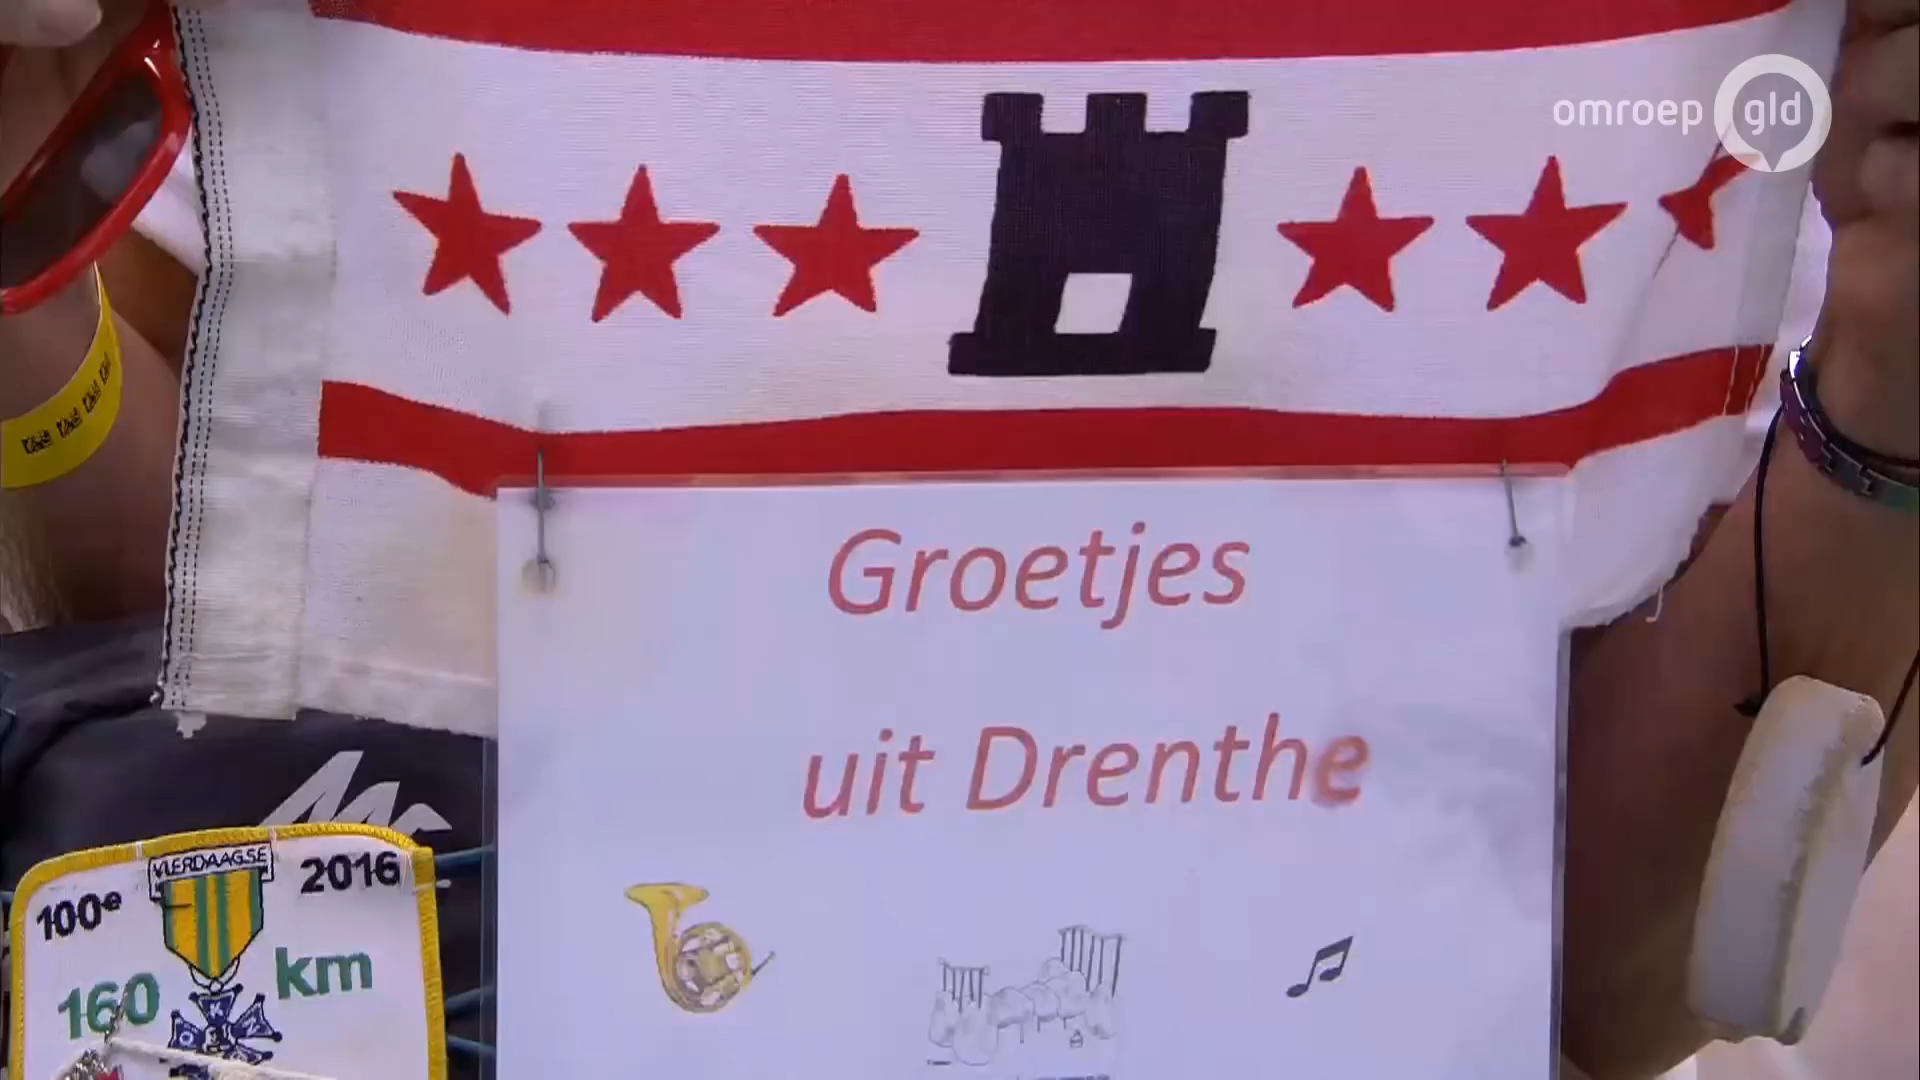 omroep gld
Groetjes
uit Drenthe
VIERDAAGSE
100e
2016
160 km